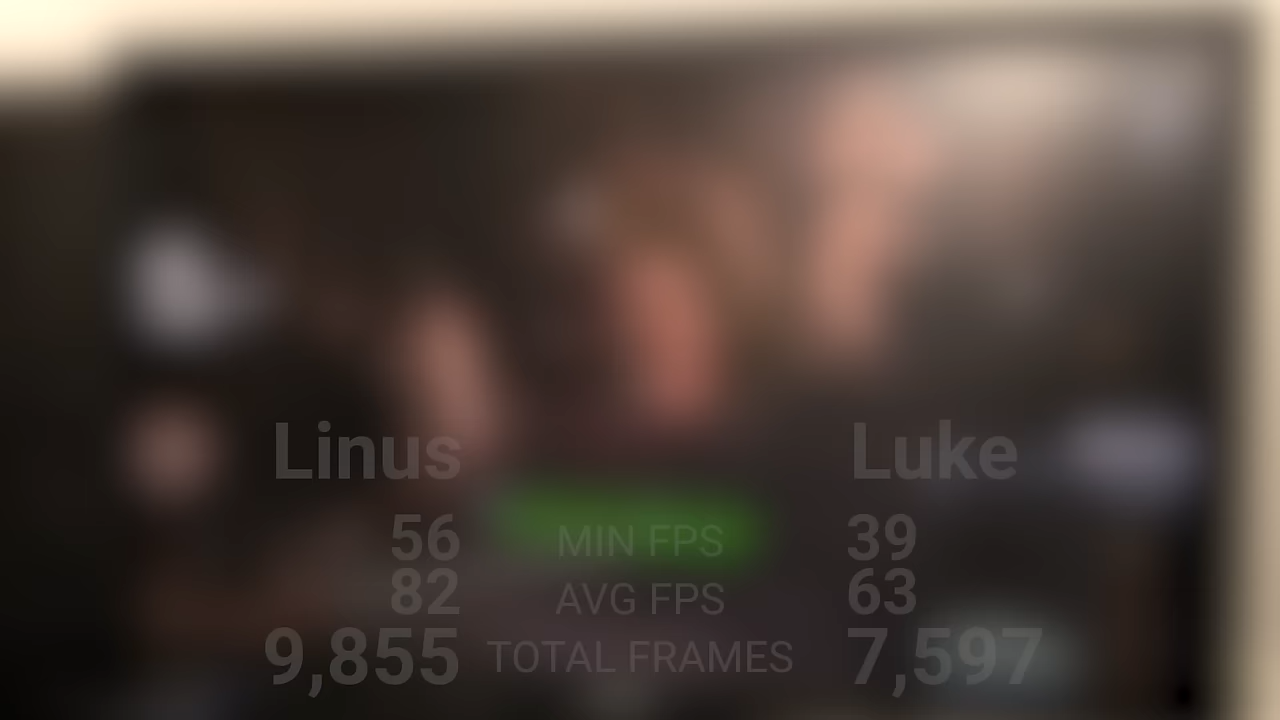 Linus Luke
56 MIN FPS 39
82 AVG FPS 63
9,855 TOTAL FRAMES 7,597